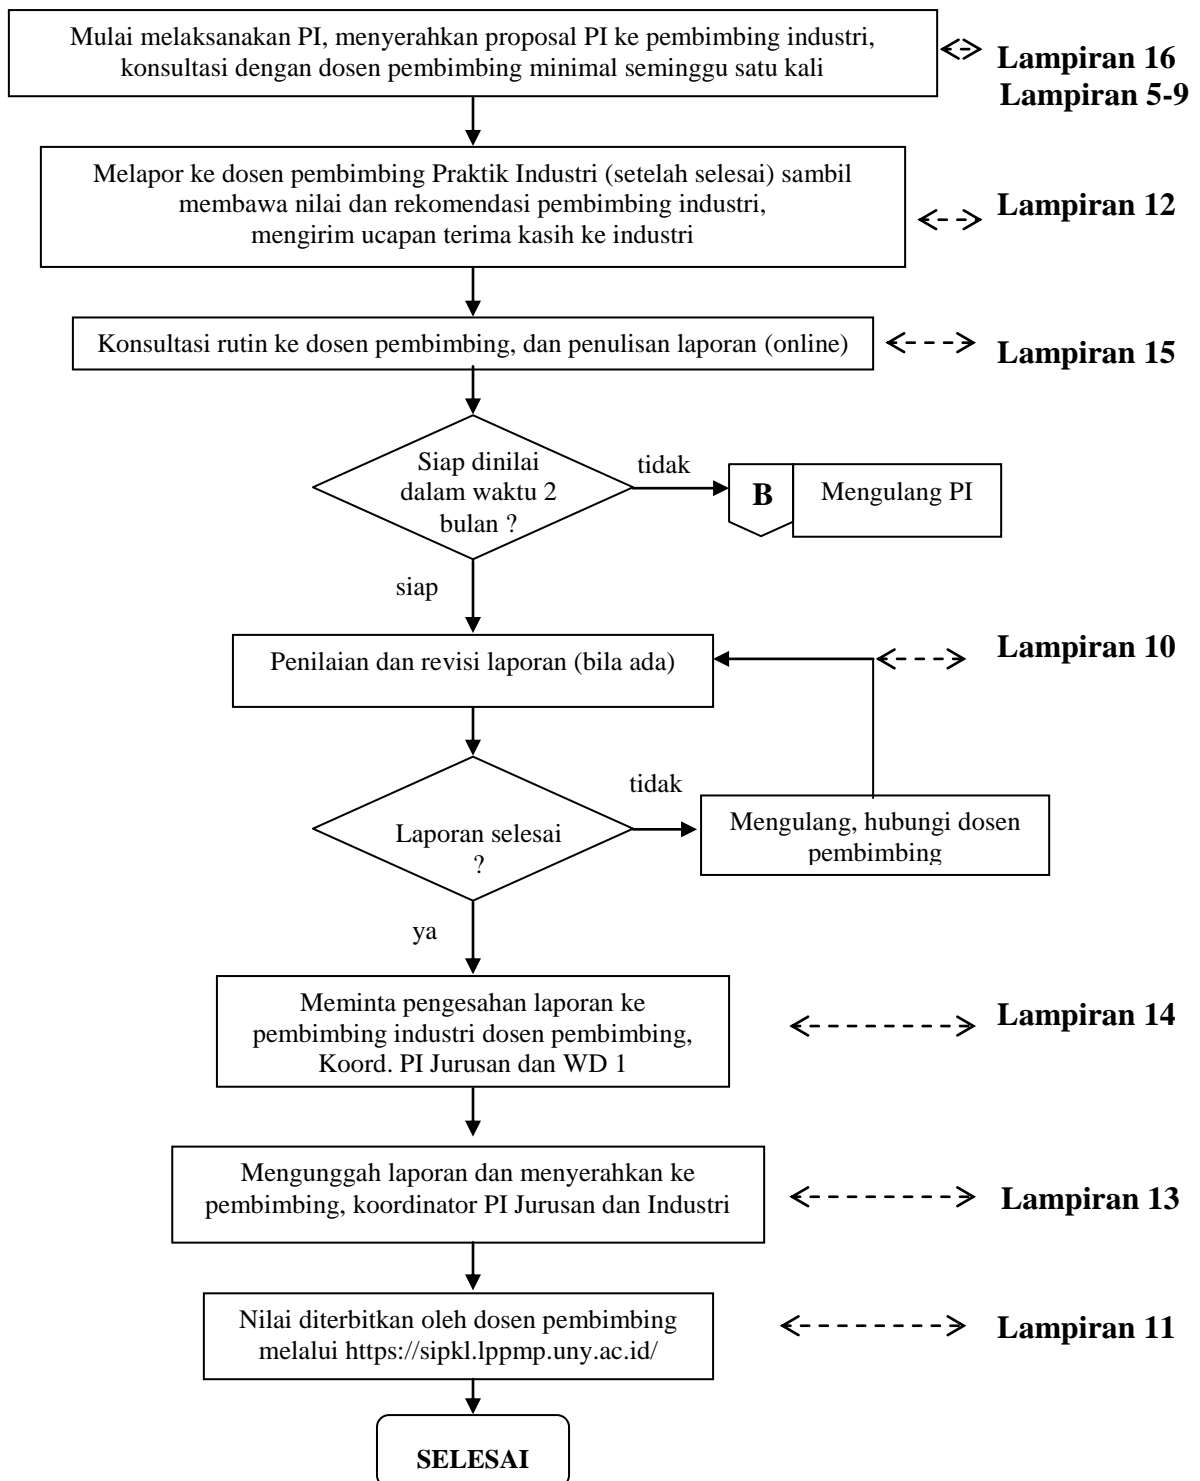 Mulai melaksanakan PI, menyerahkan proposal PI ke pembimbing industri,
konsultasi dengan dosen pembimbing minimal seminggu satu kali
Lampiran 16
Lampiran 5-9
Melapor ke dosen pembimbing Praktik Industri (setelah selesai) sambil
membawa nilai dan rekomendasi pembimbing industri,
mengirim ucapan terima kasih ke industri
Lampiran 12
Konsultasi rutin ke dosen pembimbing, dan penulisan laporan (online)
Lampiran 15
Siap dinilai
dalam waktu 2
bulan ?
tidak
B
Mengulang PI
siap
Penilaian dan revisi laporan (bila ada)
Lampiran 10
Laporan selesai
?
tidak
Mengulang, hubungi dosen
pembimbing
ya
Meminta pengesahan laporan ke
pembimbing industri dosen pembimbing,
Koord. PI Jurusan dan WD 1
Lampiran 14
Mengunggah laporan dan menyerahkan ke
pembimbing, koordinator PI Jurusan dan Industri
Lampiran 13
Nilai diterbitkan oleh dosen pembimbing
melalui https://sipkl.lppmp.uny.ac.id/
Lampiran 11
SELESAI